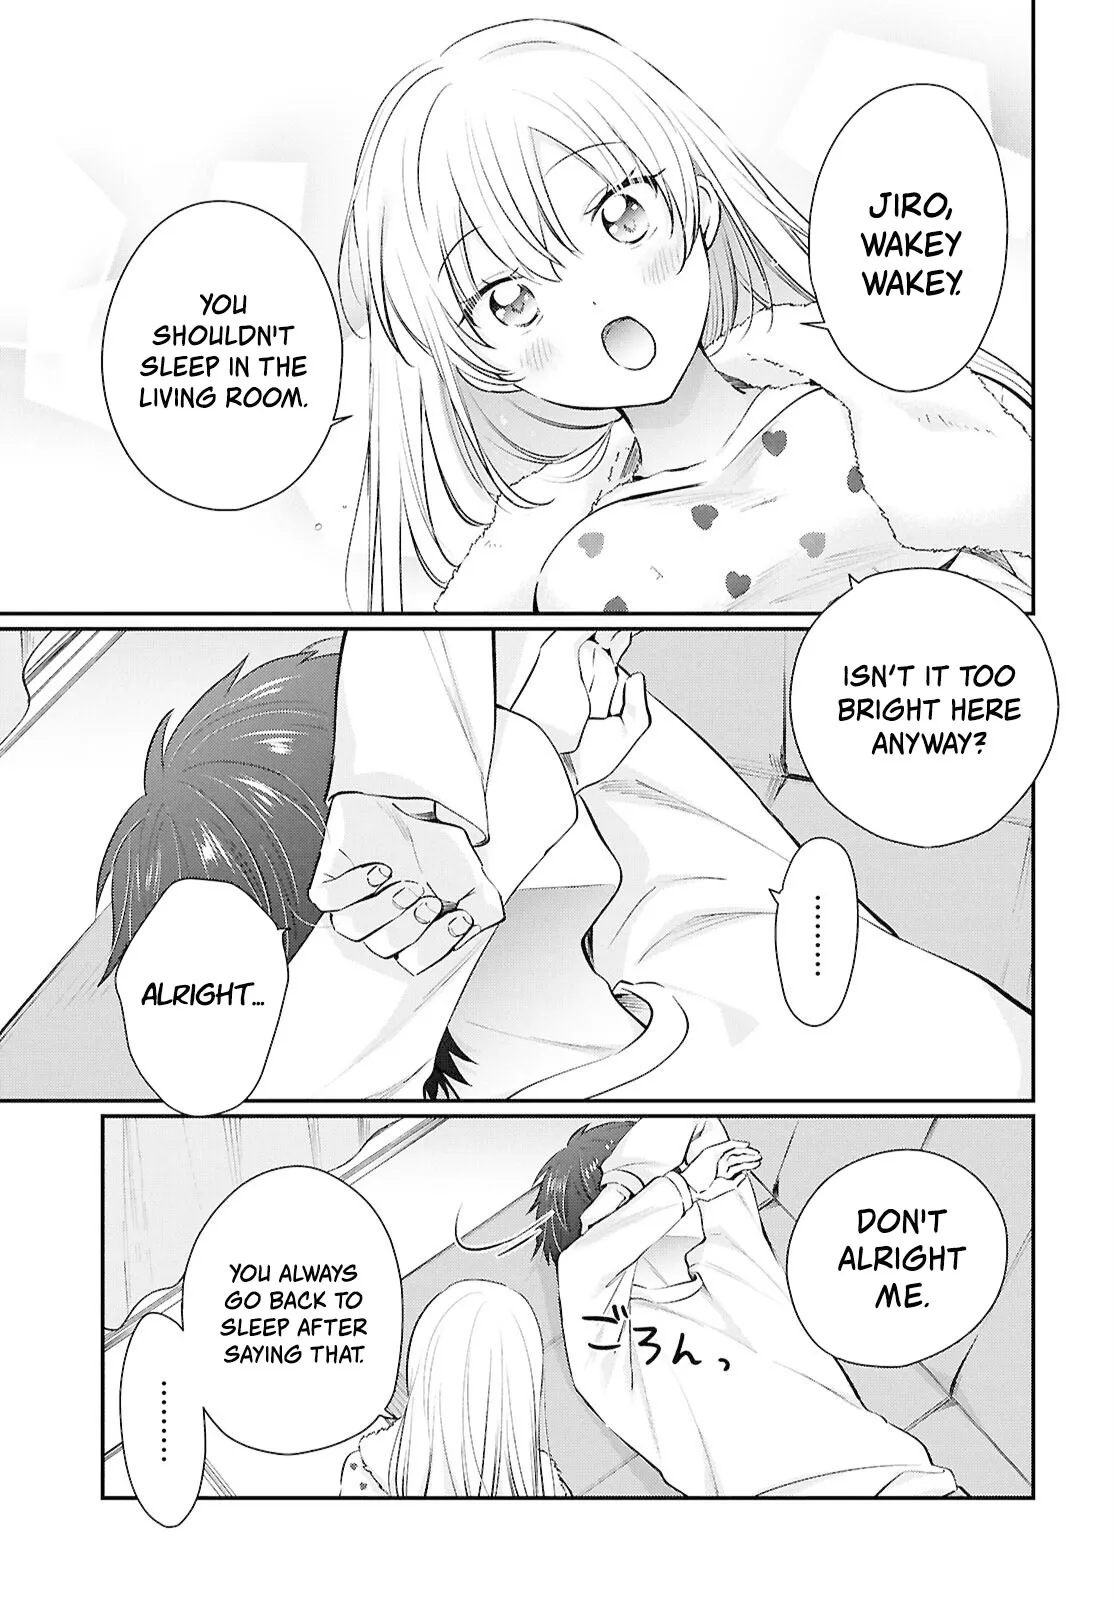 JIRO,
WAKEY
WAKEY.
YOU
SHOULDN'T
SLEEP IN THE
LIVING ROOM.
ISN'T IT TOO
BRIGHT HERE
ANYWAY?
.........
ALRIGHT...
DON'T
ALRIGHT
ME.
YOU ALWAYS
GO BACK TO
SLEEP AFTER
SAYING THAT.
ごろんっ
.........